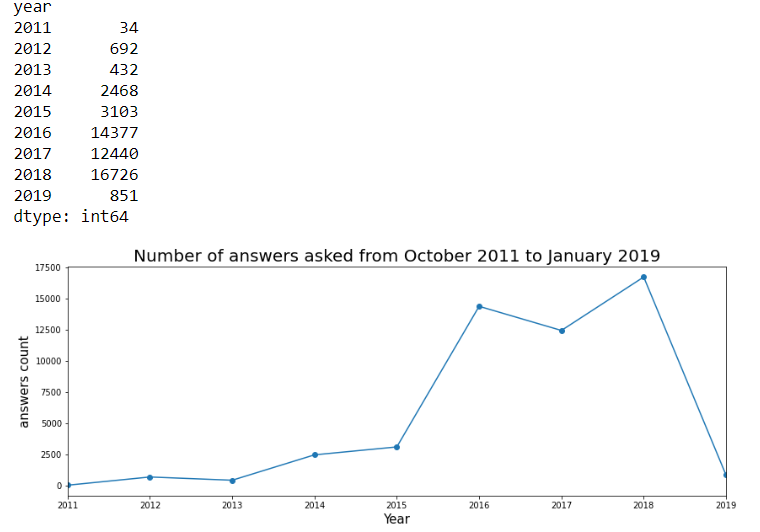 year
2011 34
2012 692
2013 432
2014 2468
2015 3103
2016 14377
2017 12440
2018 16726
2019 851
dtype: int64
Number of answers asked from October 2011 to January 2019
17500
15000
12500
10000
7500
5000
2500
0
answers count
2011 2012 2013 2014 2015 2016 2017 2018 2019
Year